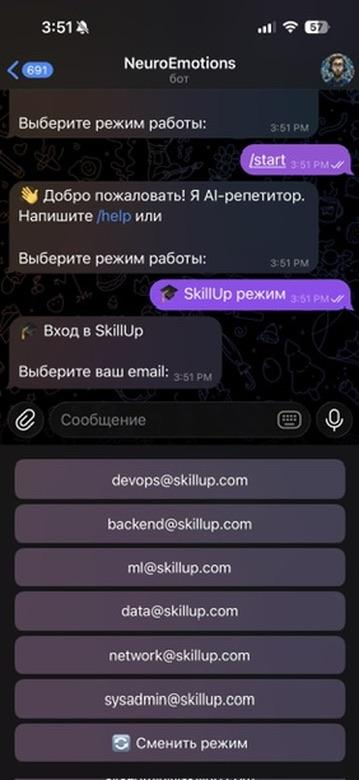 3:51
57
691
NeuroEmotions
бот
Выберите режим работы:
3:51 PM
/start 3:51 PM
👋 Добро пожаловать! Я AI-репетитор.
Напишите /help или
Выберите режим работы:
3:51 PM
🎓 SkillUp режим 3:51 PM
🎓 Вход в SkillUp
Выберите ваш email: 3:51 PM
Сообщение
devops@skillup.com
backend@skillup.com
ml@skillup.com
data@skillup.com
network@skillup.com
sysadmin@skillup.com
🔄 Сменить режим